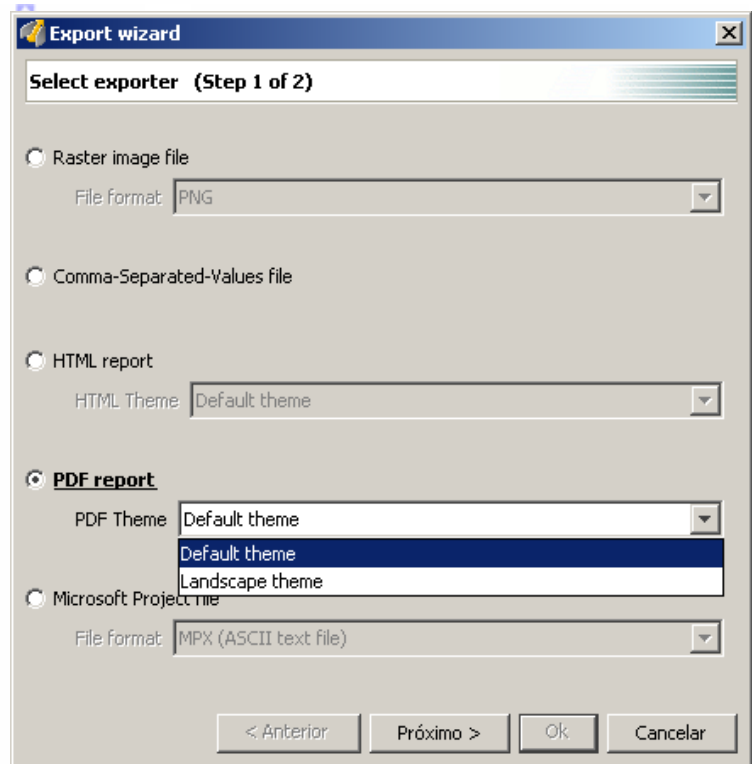 Export wizard
Select exporter (Step 1 of 2)
Raster image file
File format PNG
Comma-Separated-Values file
HTML report
HTML Theme Default theme
PDF report
PDF Theme Default theme
Default theme
Landscape theme
Microsoft Project file
File format MPX (ASCII text file)
< Anterior Próximo > Ok Cancelar